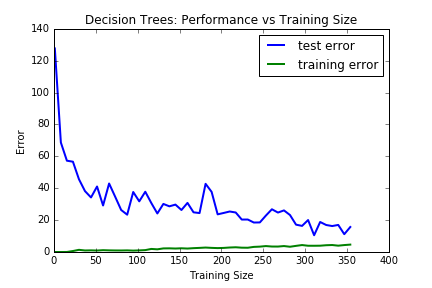 Decision Trees: Performance vs Training Size
140
120
100
80
60
40
20
0
Error
test error
training error
0 50 100 150 200 250 300 350 400
Training Size